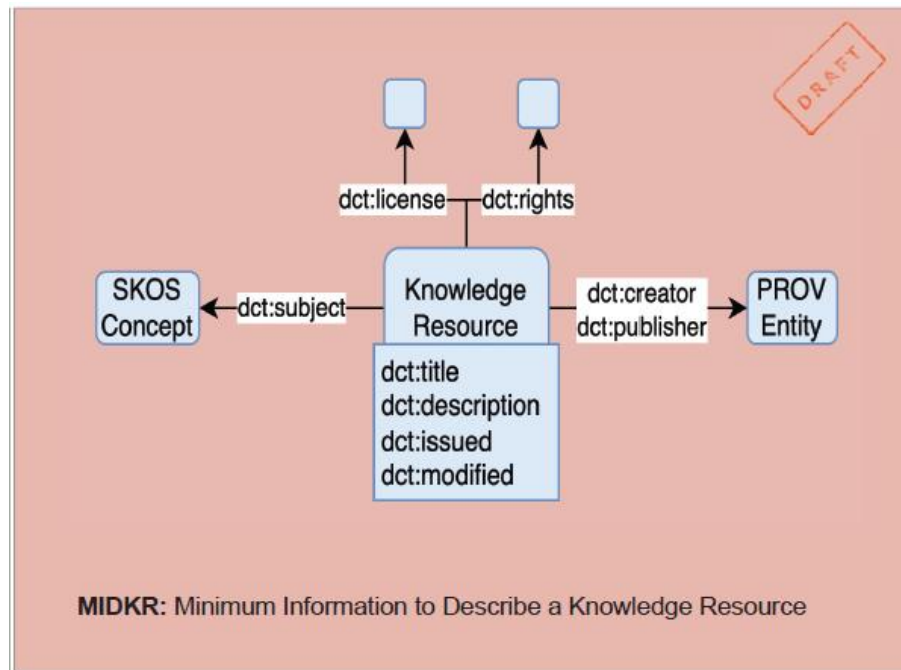 DRAFT
dct:license
dct:rights
SKOS
Concept
dct:subject
Knowledge
Resource
dct:creator
dct:publisher
PROV
Entity
dct:title
dct:description
dct:issued
dct:modified
MIDKR: Minimum Information to Describe a Knowledge Resource